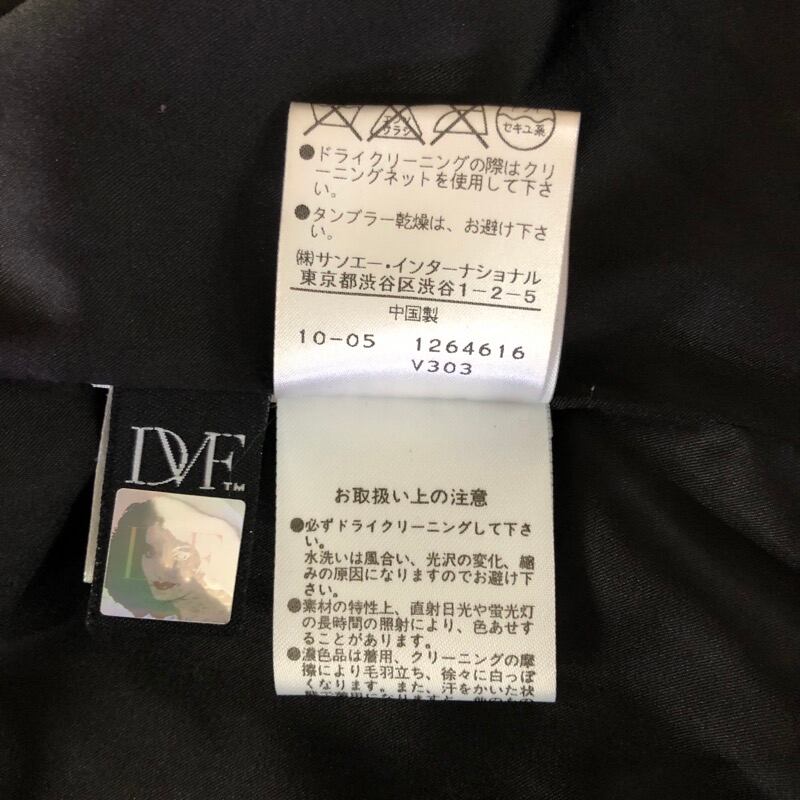 エンソ
サラシ
セキユ系
●ドライクリーニングの際はクリ
ーニングネットを使用して下さ
い。
●タンブラー乾燥は、お避け下さ
い。
㈱サンエー・インターナショナル
東京都渋谷区渋谷1-2-5
中国製
10-05 1264616
V303
DVF™
お取扱い上の注意
●必ずドライクリーニングして下さ
い。
水洗いは風合い、光沢の変化、縮
みの原因になりますのでお避け下
さい。
●素材の特性上、直射日光や蛍光灯
の長時間の照射により、色あせす
ることがあります。
●濃色品は着用、クリーニングの摩
擦により毛羽立ち、徐々に白っぽ
くなります。また、汗をかいた状